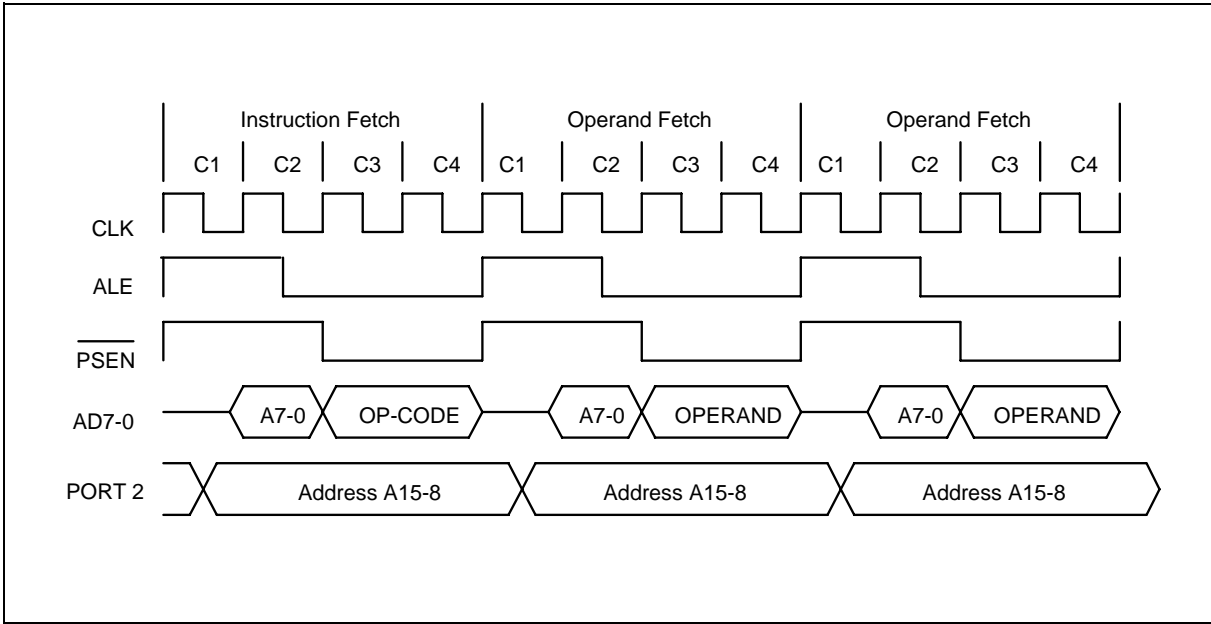 Instruction Fetch Operand Fetch Operand Fetch
C1 C2 C3 C4 C1 C2 C3 C4 C1 C2 C3 C4
CLK
ALE
PSEN
AD7-0 A7-0 OP-CODE A7-0 OPERAND A7-0 OPERAND
PORT 2 Address A15-8 Address A15-8 Address A15-8